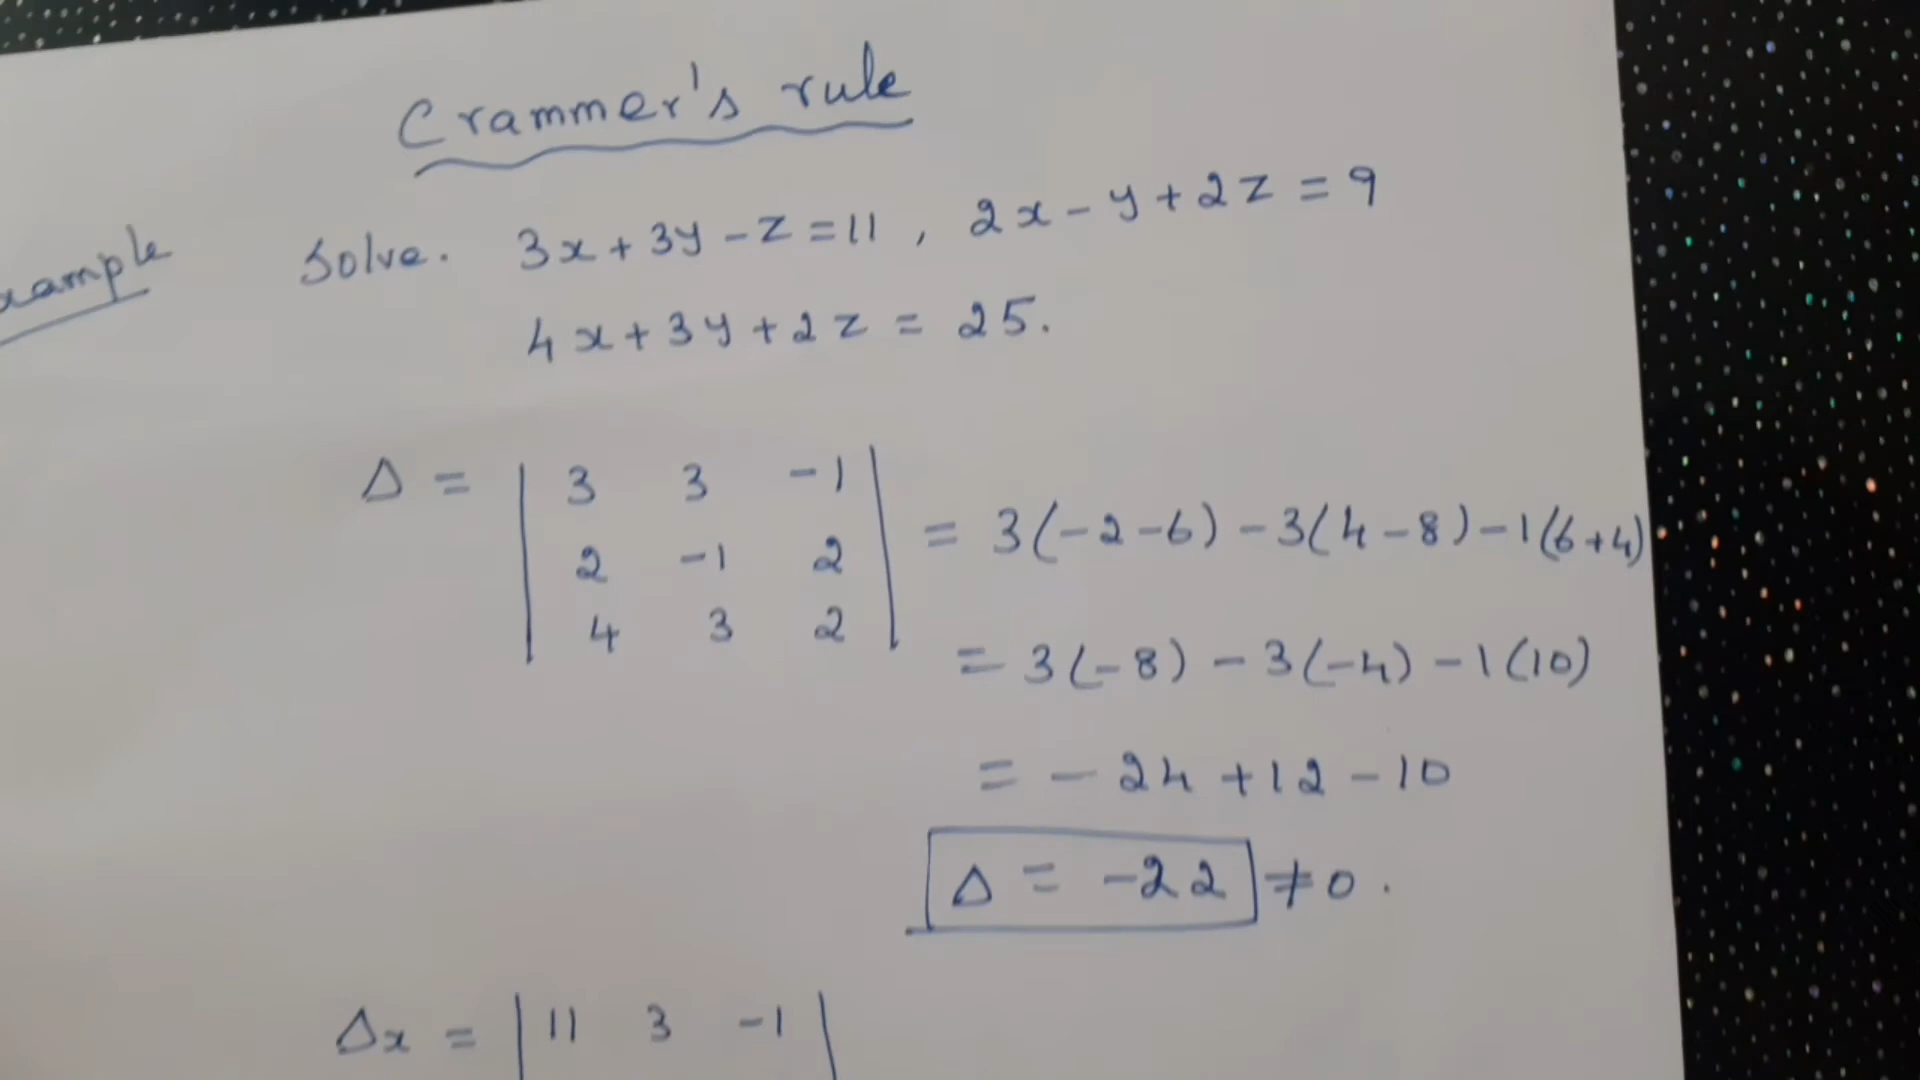 Crammer's rule
xample Solve. 3x+3y-z=11, 2x-y+2z=9
4x+3y+2z = 25.
Δ = | 3 3 -1 | = 3(-2-6)-3(4-8)-1(6+4)
2 -1 2
4 3 2
= 3(-8) - 3(-4) - 1(10)
= - 24 +12 -10
Δ = -22 ≠0.
Δx = | 11 3 -1 |